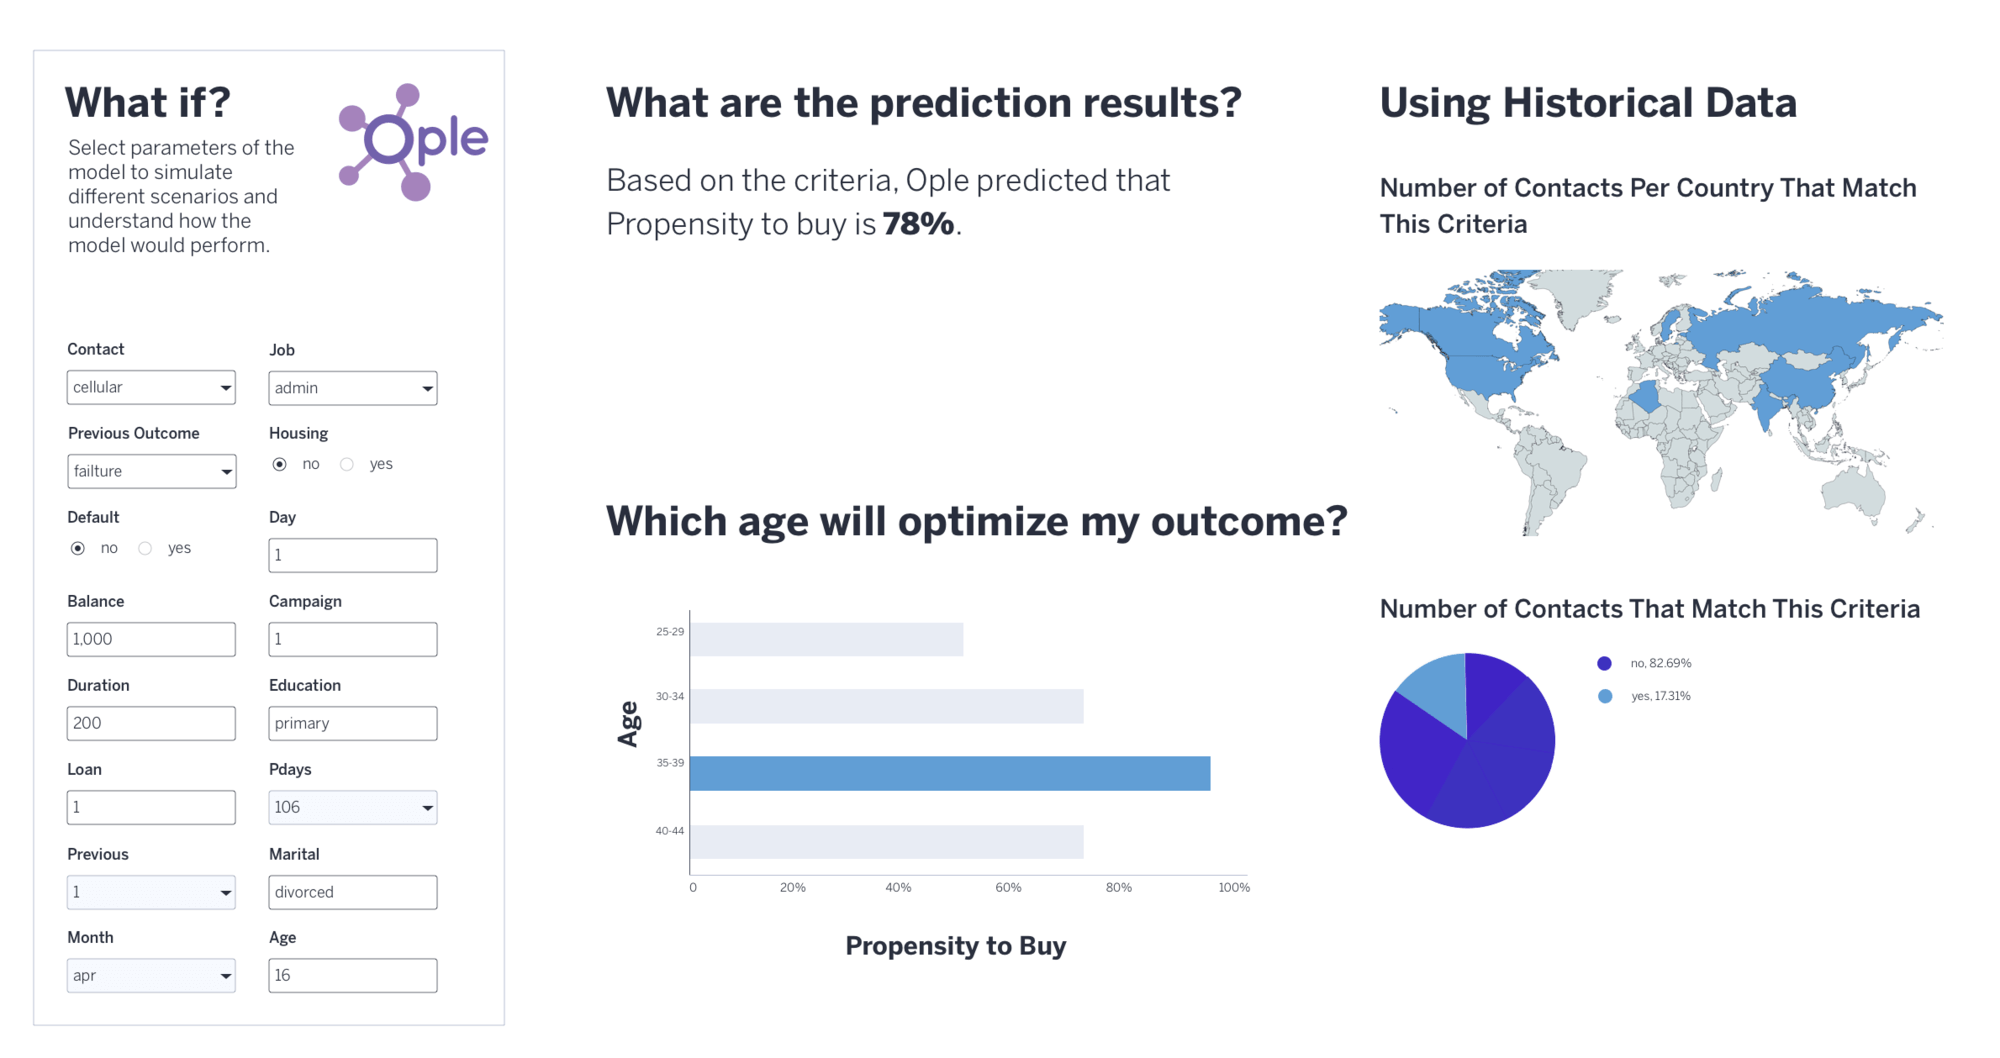 What if?
Ople
Select parameters of the
model to simulate
different scenarios and
understand how the
model would perform.
Contact
cellular
Job
admin
Previous Outcome
failture
Housing
no yes
Default
no yes
Day
1
Balance
1,000
Campaign
1
Duration
200
Education
primary
Loan
1
Pdays
106
Previous
1
Marital
divorced
Month
apr
Age
16
What are the prediction results?
Based on the criteria, Ople predicted that
Propensity to buy is 78%.
Which age will optimize my outcome?
Age
25-29
30-34
35-39
40-44
0 20% 40% 60% 80% 100%
Propensity to Buy
Using Historical Data
Number of Contacts Per Country That Match
This Criteria
Number of Contacts That Match This Criteria
no, 82.69%
yes, 17.31%